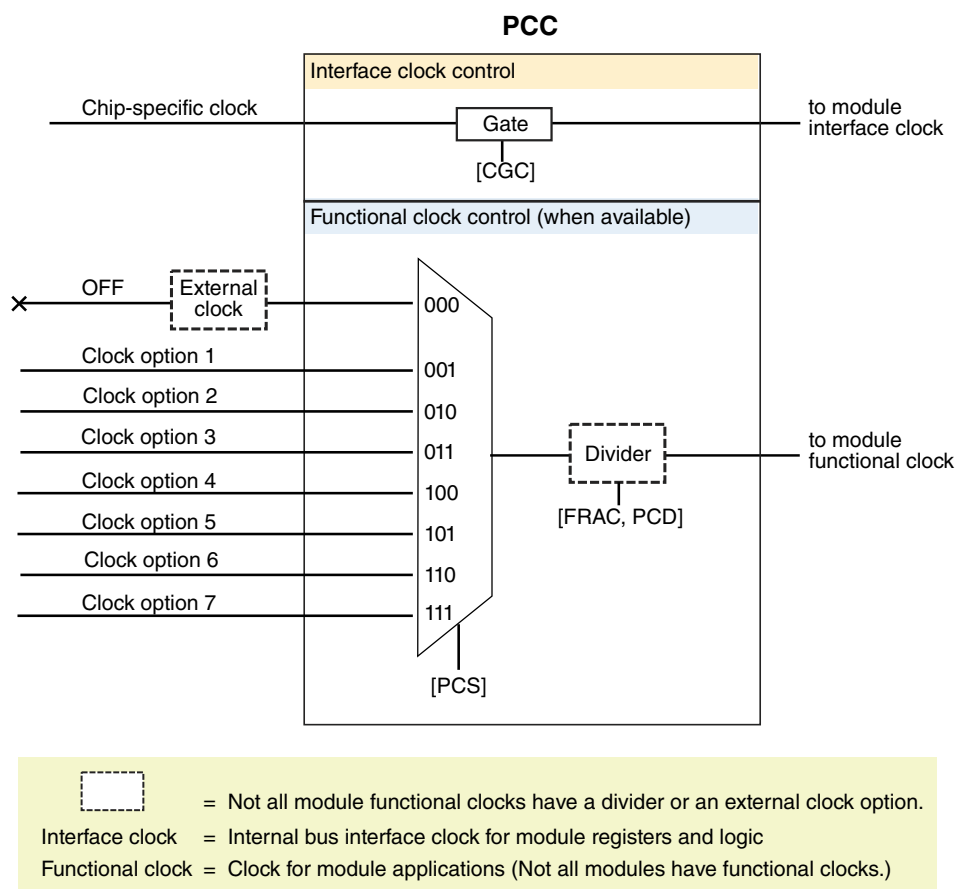 PCC
Interface clock control
Chip-specific clock
Gate
to module
interface clock
[CGC]
Functional clock control (when available)
OFF
External
clock
000
Clock option 1
001
Clock option 2
010
Clock option 3
011
Divider
to module
functional clock
Clock option 4
100
[FRAC, PCD]
Clock option 5
101
Clock option 6
110
Clock option 7
111
[PCS]
= Not all module functional clocks have a divider or an external clock option.
Interface clock = Internal bus interface clock for module registers and logic
Functional clock = Clock for module applications (Not all modules have functional clocks.)